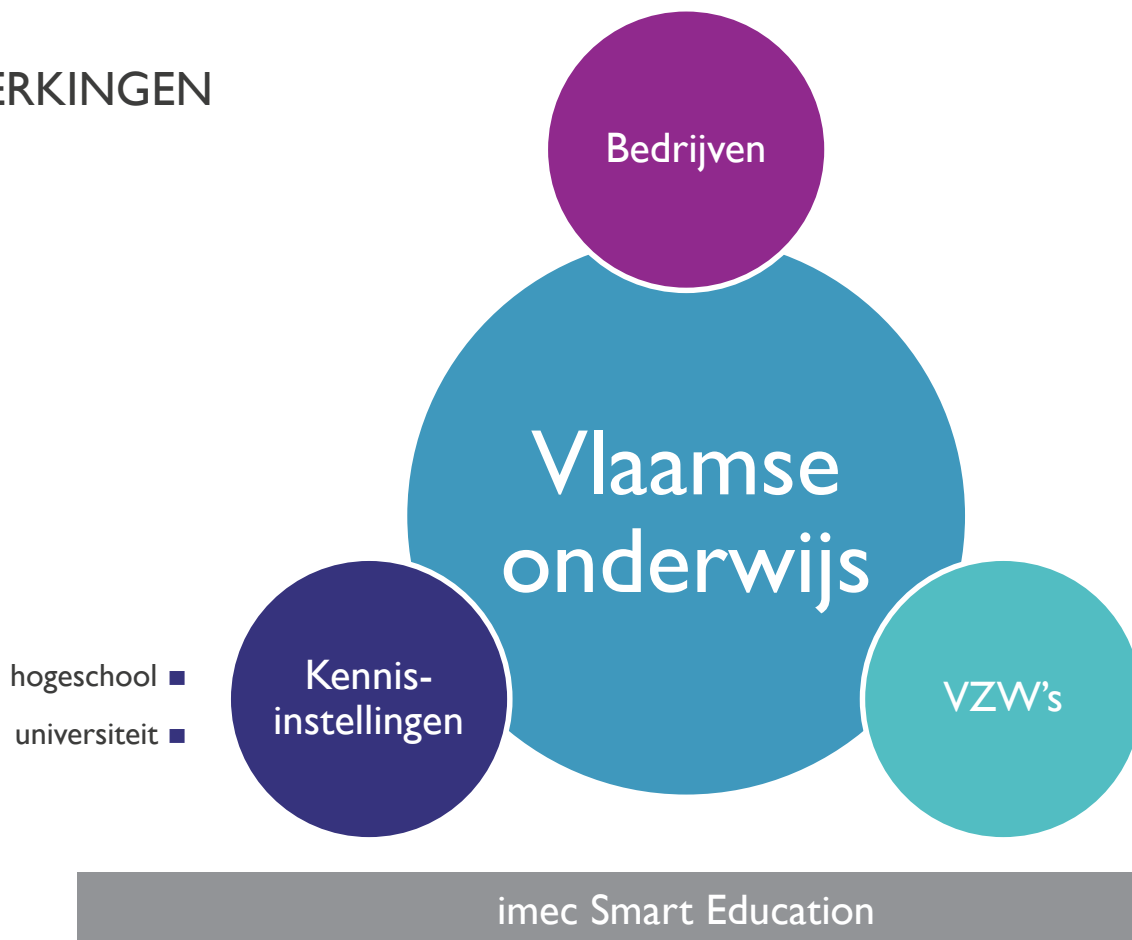 ERKINGEN
Bedrijven
Vlaamse
onderwijs
hogeschool
universiteit
Kennis-
instellingen
VZW's
imec Smart Education